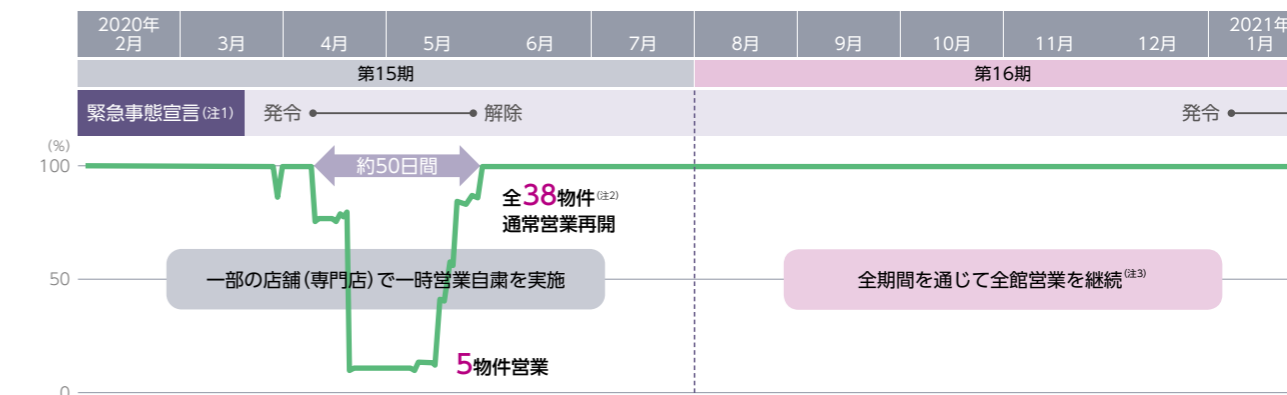 2020年
2月 3月 4月 5月 6月 7月 8月 9月 10月 11月 12月 2021年
1月
第15期 第16期
緊急事態宣言(注1) 発令 解除 発令
(%)
100
約50日間
全38物件(注2)
通常営業再開
50
一部の店舗(専門店)で一時営業自粛を実施
全期間を通じて全館営業を継続(注3)
5物件営業
0